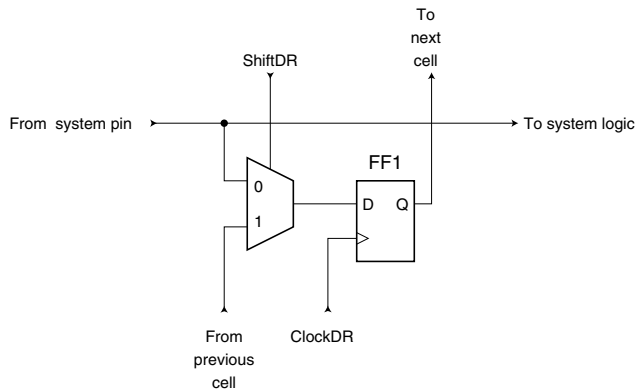 To
next
cell
ShiftDR
From system pin
To system logic
FF1
0
D Q
1
From
previous
cell
ClockDR